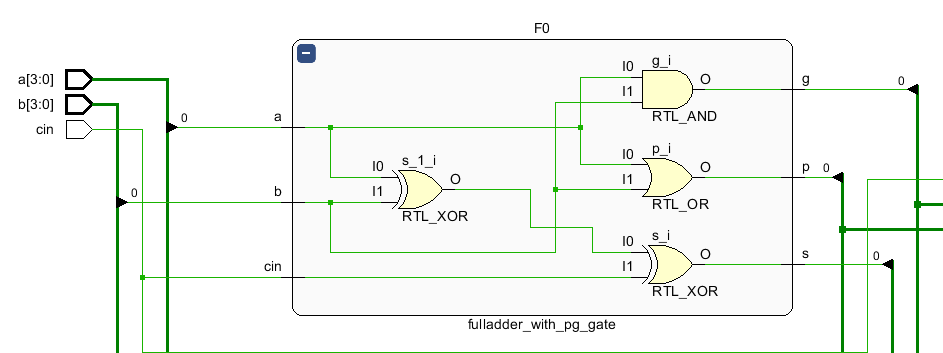 F0
a[3:0]
b[3:0]
cin
0
0
a
b
cin
I0
I1
s_1_i
O
RTL_XOR
I0
I1
g_i
O
RTL_AND
I0
I1
p_i
O
RTL_OR
I0
I1
s_i
O
RTL_XOR
g
0
p
0
s
0
fulladder_with_pg_gate